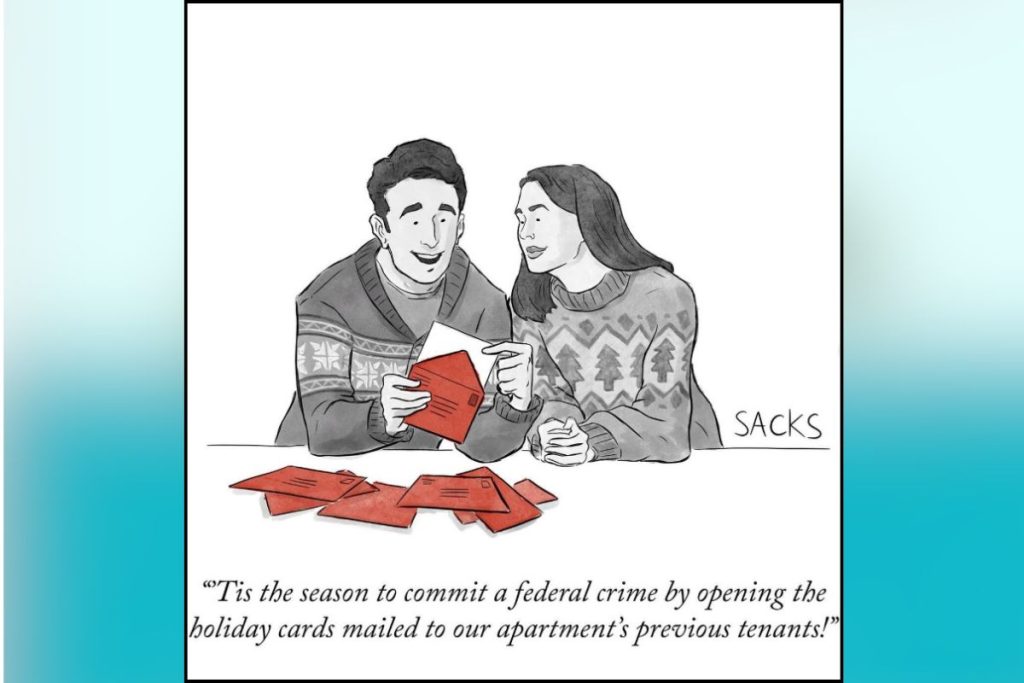 SACKS
“’Tis the season to commit a federal crime by opening the
holiday cards mailed to our apartment’s previous tenants!”